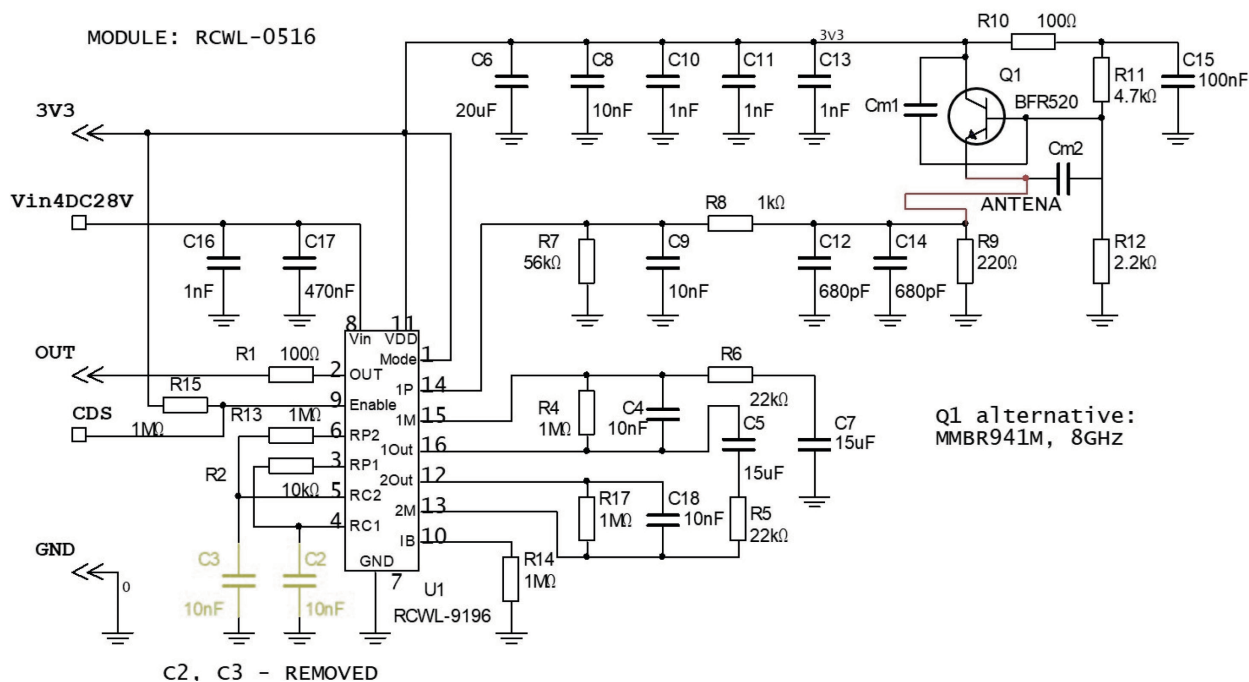 MODULE: RCWL-0516
R10
100Ω
3V3
C6
20uF
C8
10nF
C10
1nF
C11
1nF
C13
1nF
Q1
BFR520
R11
4.7kΩ
C15
100nF
Cm1
Cm2
ANTENA
3V3
Vin4DC28V
C16
1nF
C17
470nF
R8
1kΩ
R7
56kΩ
C9
10nF
C12
680pF
C14
680pF
R9
220Ω
R12
2.2kΩ
8
Vin
11
VDD
Mode
1
OUT
R1
100Ω
2
OUT
1P
14
R15
1MΩ
9
Enable
1M
15
CDS
R13
1MΩ
6
RP2
1Out
16
R2
10kΩ
3
RP1
2Out
12
5
RC2
2M
13
4
RC1
IB
10
GND
7
U1
RCWL-9196
R4
1MΩ
C4
10nF
R6
22kΩ
C5
15uF
C7
15uF
R17
1MΩ
C18
10nF
R5
22kΩ
R14
1MΩ
Q1 alternative:
MMBR941M, 8GHz
GND
0
C3
10nF
C2
10nF
C2, C3 - REMOVED